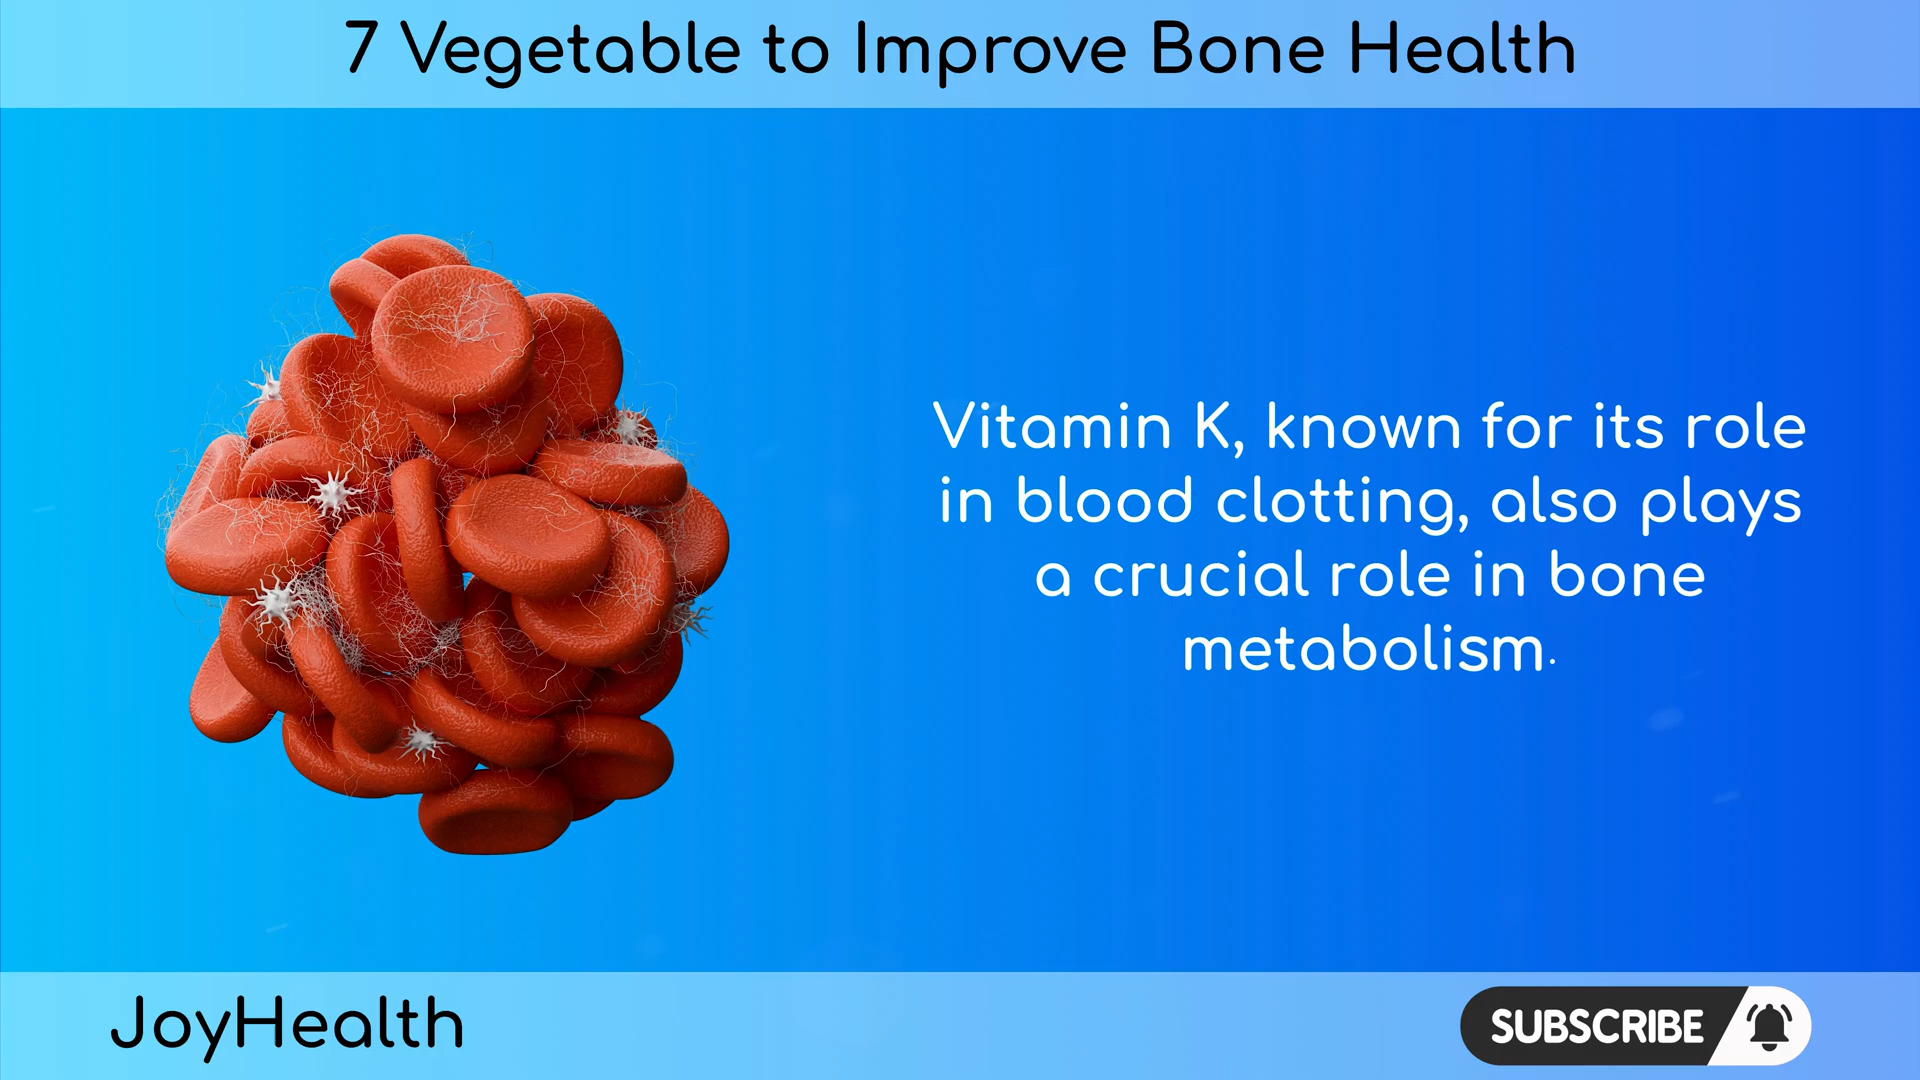 7 Vegetable to Improve Bone Health
Vitamin K, known for its role
in blood clotting, also plays
a crucial role in bone
metabolism.
JoyHealth
SUBSCRIBE